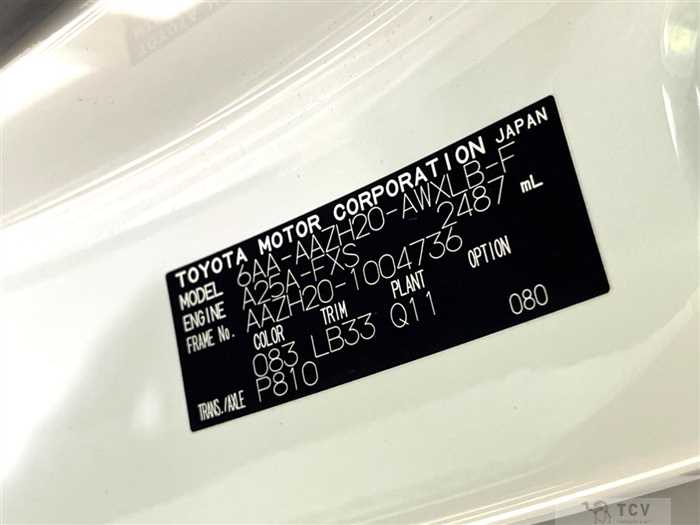 TOYOTA MOTOR CORPORATION JAPAN
MODEL 6AA-AAZH20-AWXLB-F
ENGINE A25A-FXS 2487 mL
FRAME No. AAZH20-1004736
COLOR TRIM PLANT OPTION
083 LB33 Q11 080
TRANS./AXLE P810
TCV